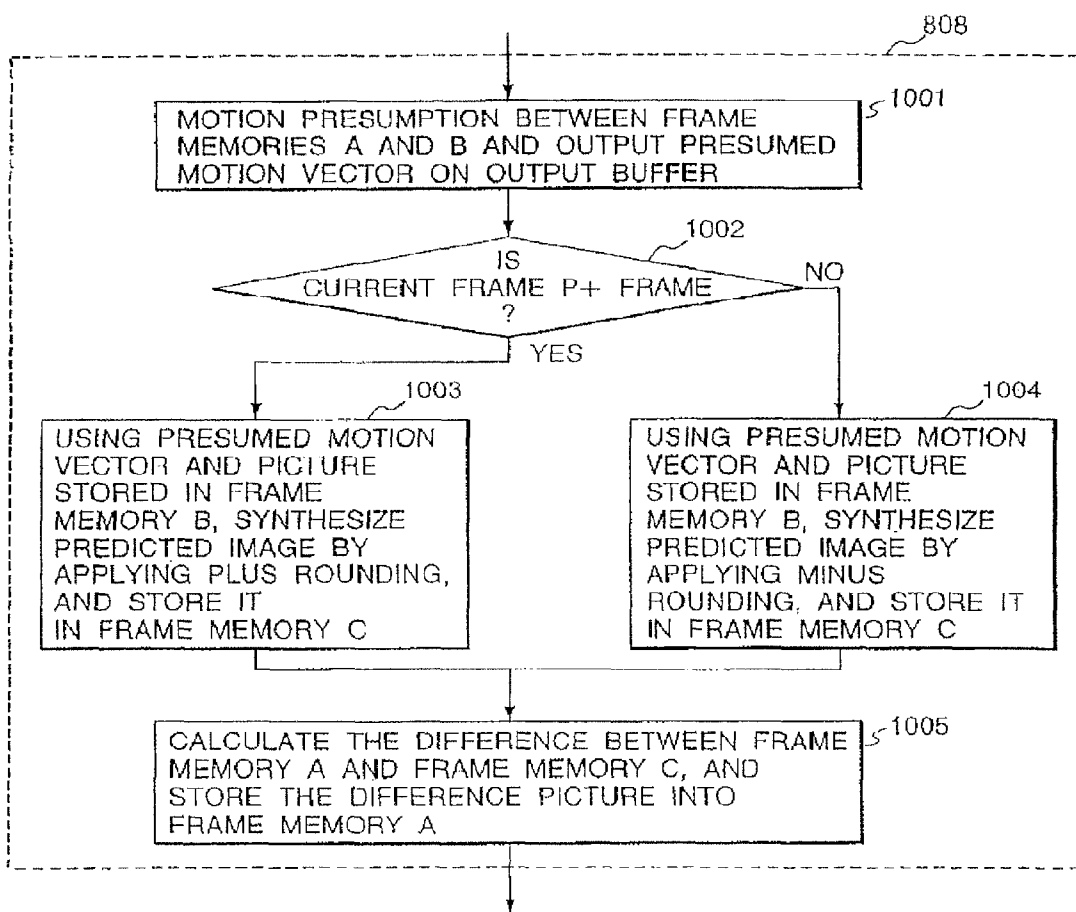 808
1001
MOTION PRESUMPTION BETWEEN FRAME
MEMORIES A AND B AND OUTPUT PRESUMED
MOTION VECTOR ON OUTPUT BUFFER
1002
IS
CURRENT FRAME P+ FRAME
?
NO
YES
1003
USING PRESUMED MOTION
VECTOR AND PICTURE
STORED IN FRAME
MEMORY B, SYNTHESIZE
PREDICTED IMAGE BY
APPLYING PLUS ROUNDING,
AND STORE IT
IN FRAME MEMORY C
1004
USING PRESUMED MOTION
VECTOR AND PICTURE
STORED IN FRAME
MEMORY B, SYNTHESIZE
PREDICTED IMAGE BY
APPLYING MINUS
ROUNDING, AND STORE IT
IN FRAME MEMORY C
1005
CALCULATE THE DIFFERENCE BETWEEN FRAME
MEMORY A AND FRAME MEMORY C, AND
STORE THE DIFFERENCE PICTURE INTO
FRAME MEMORY A